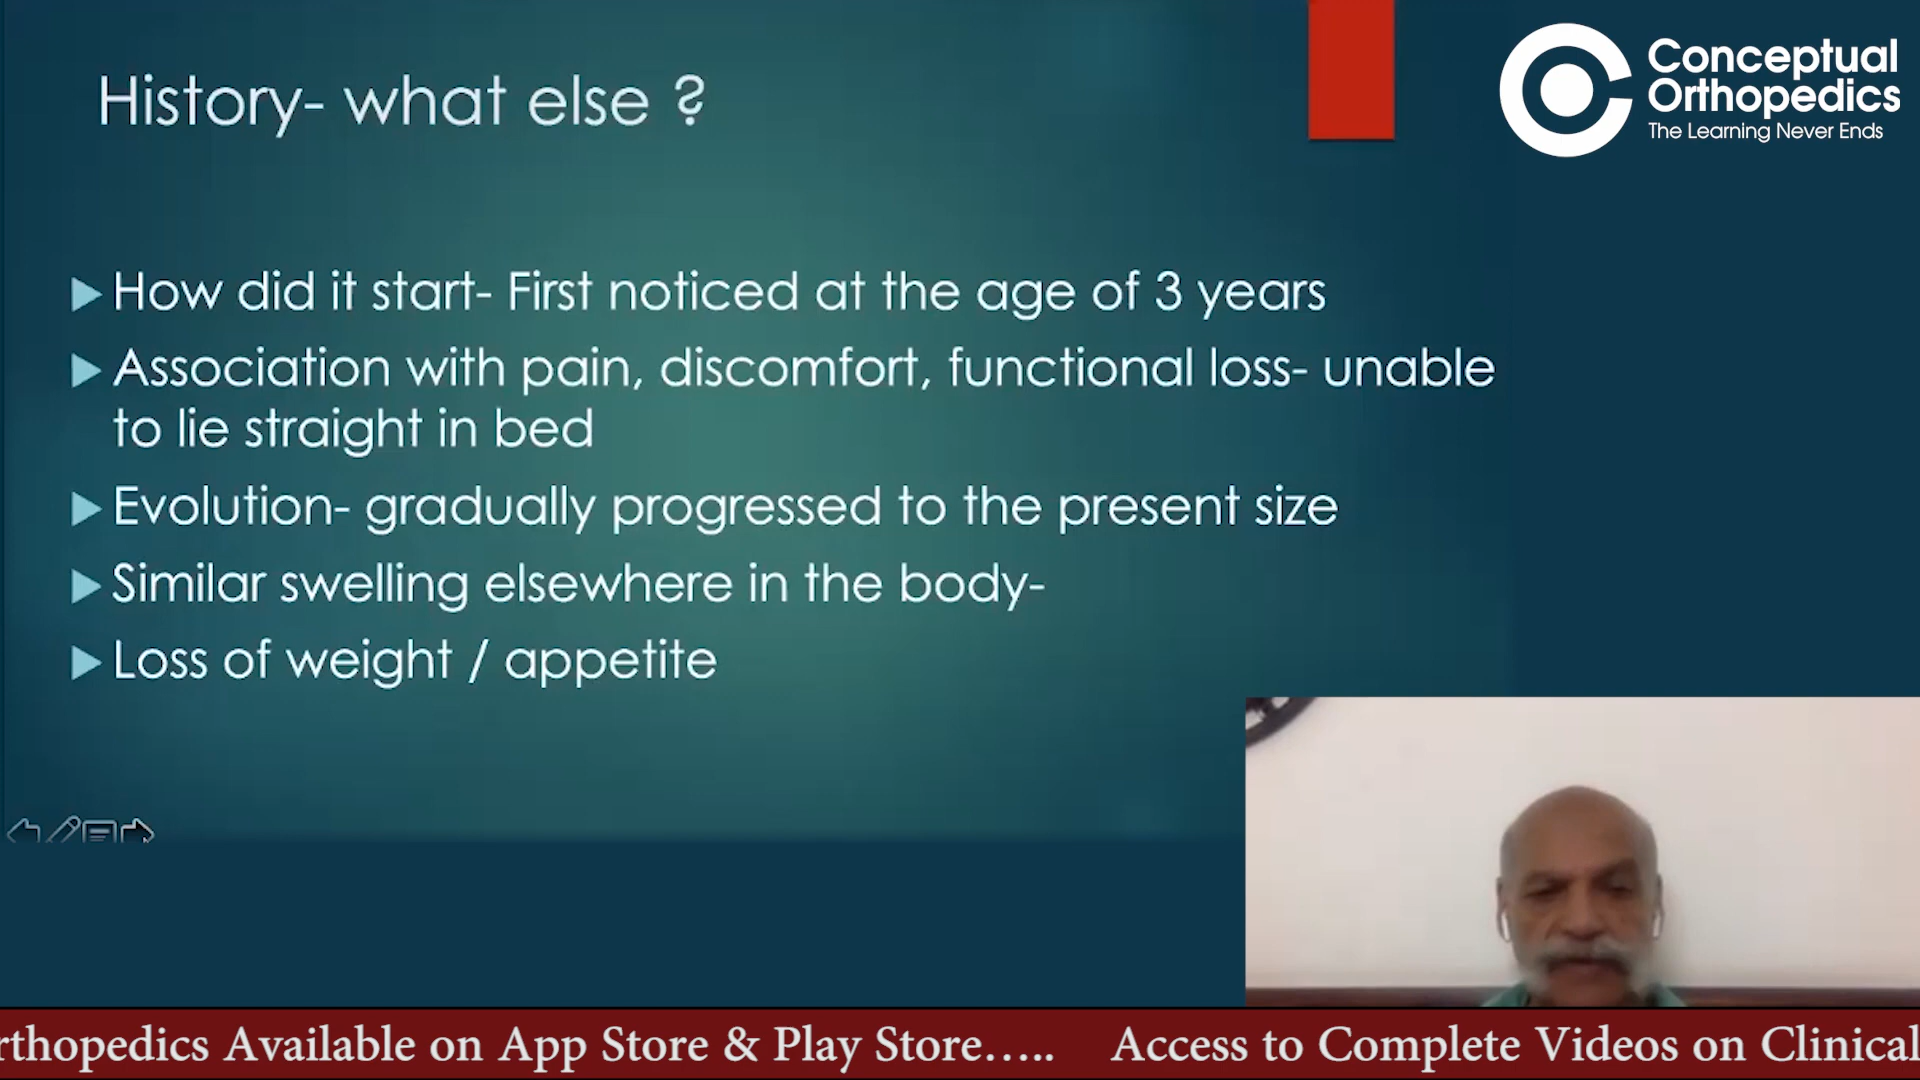 History- what else ?
Conceptual
Orthopedics
The Learning Never Ends
How did it start- First noticed at the age of 3 years
Association with pain, discomfort, functional loss- unable
to lie straight in bed
Evolution- gradually progressed to the present size
Similar swelling elsewhere in the body-
Loss of weight / appetite
rthopedics Available on App Store & Play Store….. Access to Complete Videos on Clinical